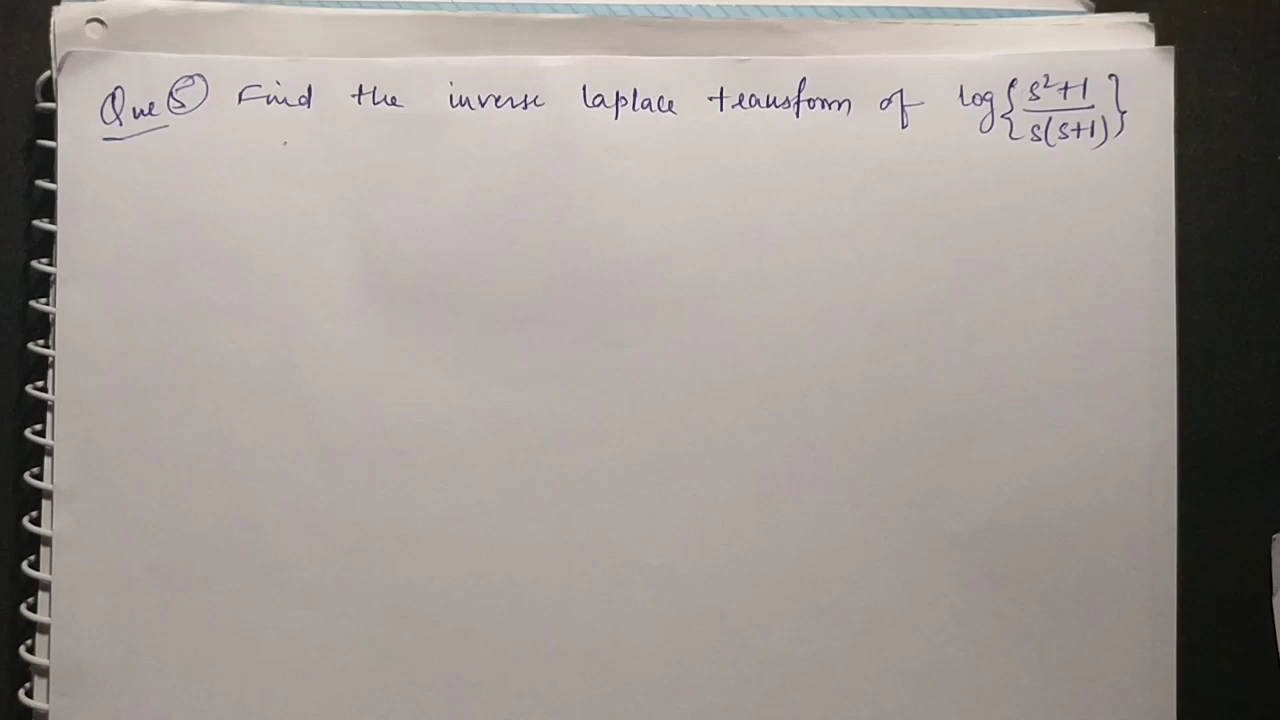 Que ⑤ Find the inverse laplace transform of log{s²+1/s(s+1)}